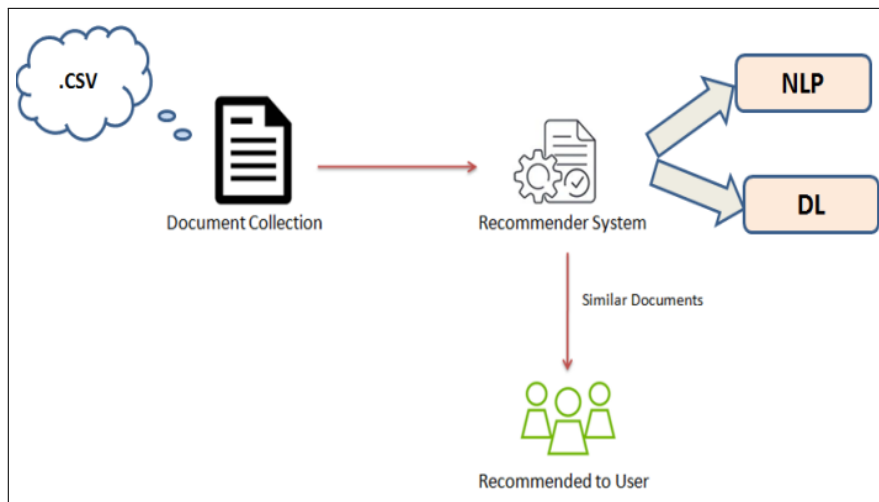 .CSV
NLP
Document Collection
Recommender System
DL
Similar Documents
Recommended to User